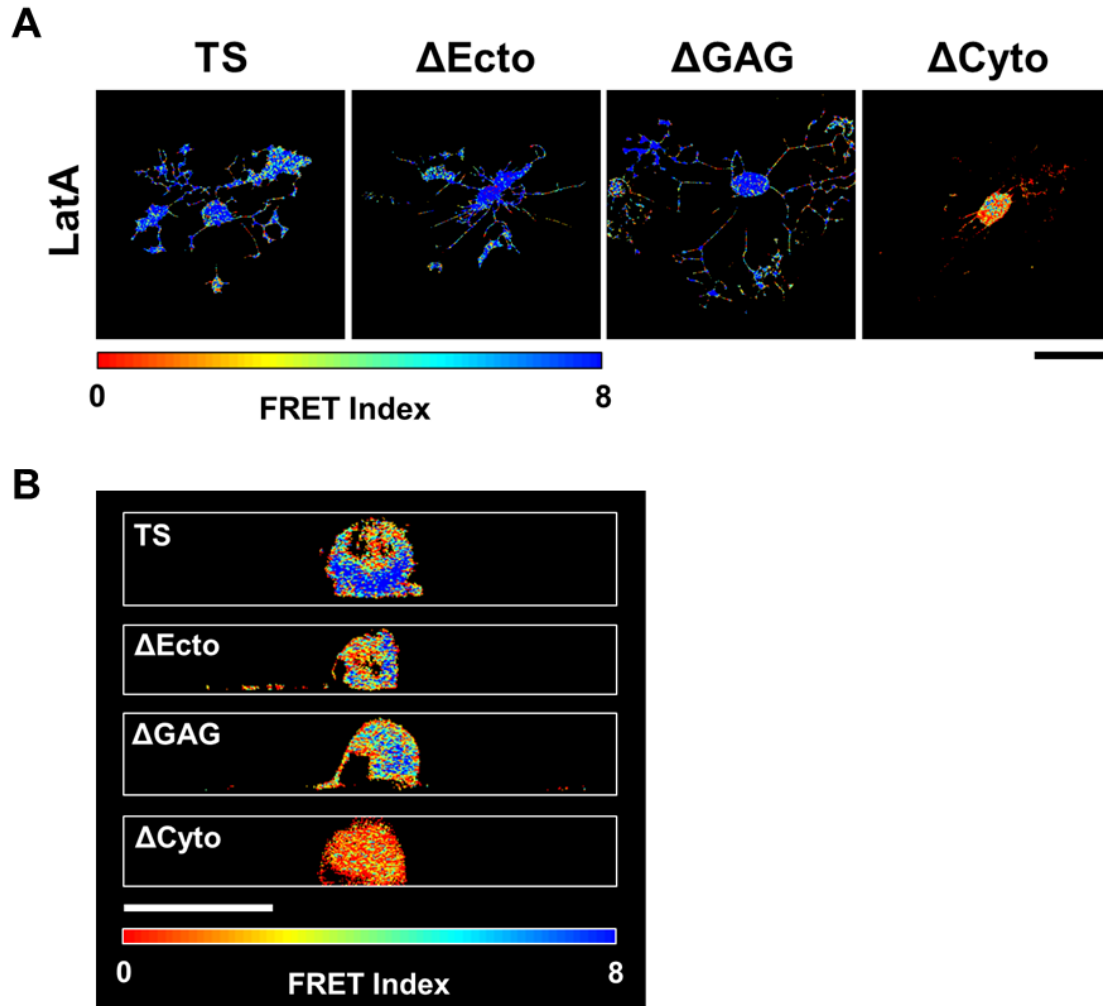 A
TS ΔEcto ΔGAG ΔCyto
LatA
0 8
FRET Index
B
TS
ΔEcto
ΔGAG
ΔCyto
0 8
FRET Index